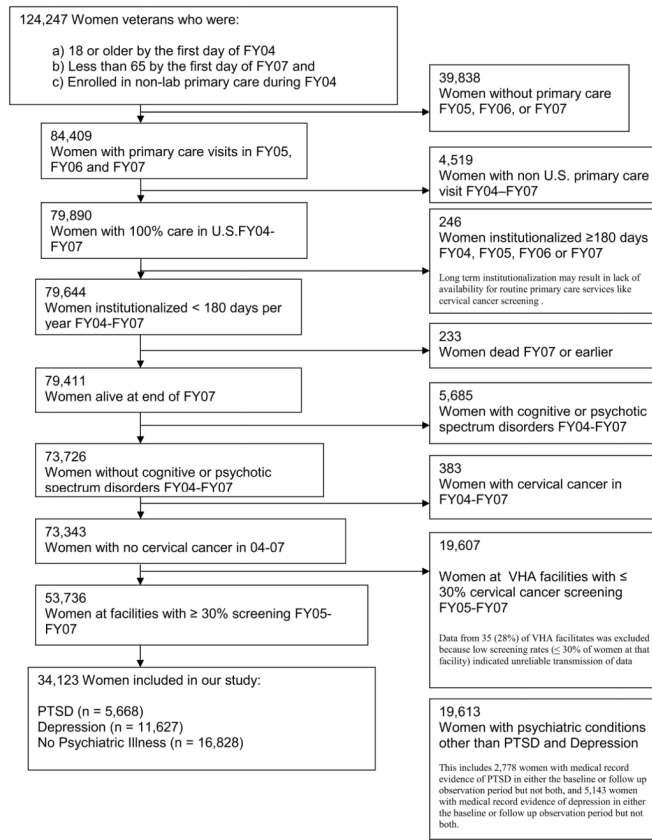 124,247 Women veterans who were:
a) 18 or older by the first day of FY04
b) Less than 65 by the first day of FY07 and
c) Enrolled in non-lab primary care during FY04
39,838
Women without primary care
FY05, FY06, or FY07
84,409
Women with primary care visits in FY05,
FY06 and FY07
4,519
Women with non U.S. primary care
visit FY04–FY07
79,890
Women with 100% care in U.S.FY04-
FY07
246
Women institutionalized ≥180 days
FY04, FY05, FY06 or FY07
Long term institutionalization may result in lack of
availability for routine primary care services like
cervical cancer screening .
79,644
Women institutionalized < 180 days per
year FY04-FY07
233
Women dead FY07 or earlier
79,411
Women alive at end of FY07
5,685
Women with cognitive or psychotic
spectrum disorders FY04-FY07
73,726
Women without cognitive or psychotic
spectrum disorders FY04-FY07
383
Women with cervical cancer in
FY04-FY07
73,343
Women with no cervical cancer in 04-07
19,607
Women at VHA facilities with ≤
30% cervical cancer screening
FY05-FY07
Data from 35 (28%) of VHA facilitates was excluded
because low screening rates (≤ 30% of women at that
facility) indicated unreliable transmission of data
53,736
Women at facilities with ≥ 30% screening FY05-
FY07
34,123 Women included in our study:
PTSD (n = 5,668)
Depression (n = 11,627)
No Psychiatric Illness (n = 16,828)
19,613
Women with psychiatric conditions
other than PTSD and Depression
This includes 2,778 women with medical record
evidence of PTSD in either the baseline or follow up
observation period but not both, and 5,143 women
with medical record evidence of depression in either
the baseline or follow up observation period but not
both.